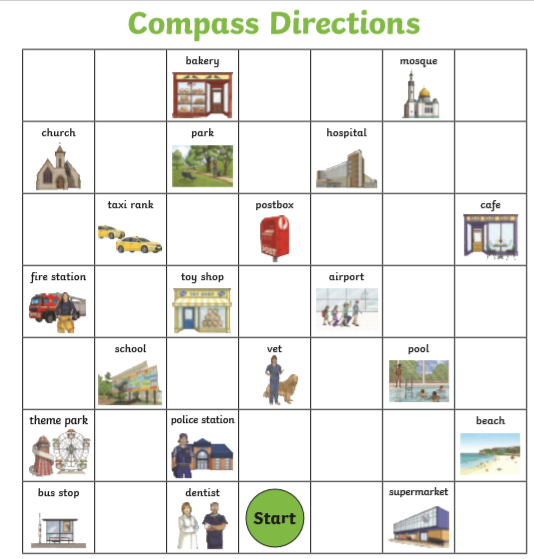 Compass Directions
bakery
mosque
church
park
hospital
taxi rank
postbox
cafe
fire station
toy shop
airport
school
vet
pool
theme park
police station
beach
bus stop
dentist
Start
supermarket